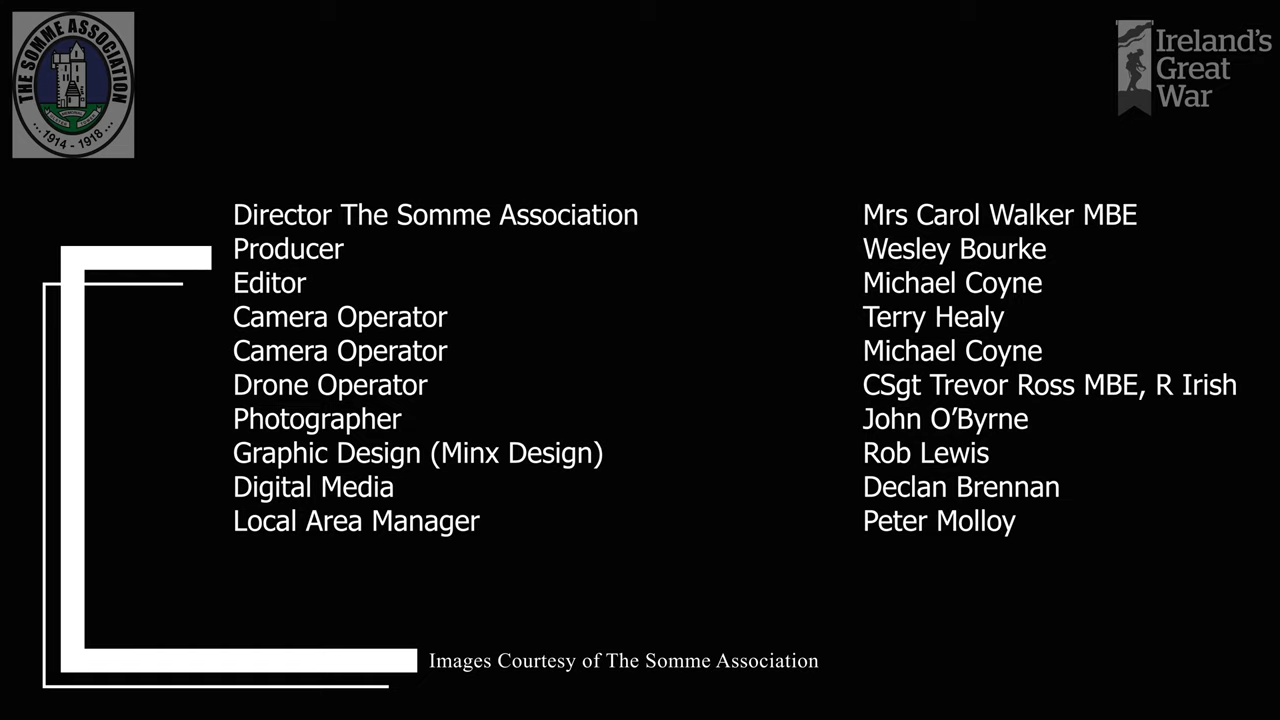 THE SOMME ASSOCIATION
...1914 - 1918...
Ireland's
Great
War
Director The Somme Association Mrs Carol Walker MBE
Producer Wesley Bourke
Editor Michael Coyne
Camera Operator Terry Healy
Camera Operator Michael Coyne
Drone Operator CSgt Trevor Ross MBE, R Irish
Photographer John O’Byrne
Graphic Design (Minx Design) Rob Lewis
Digital Media Declan Brennan
Local Area Manager Peter Molloy
Images Courtesy of The Somme Association